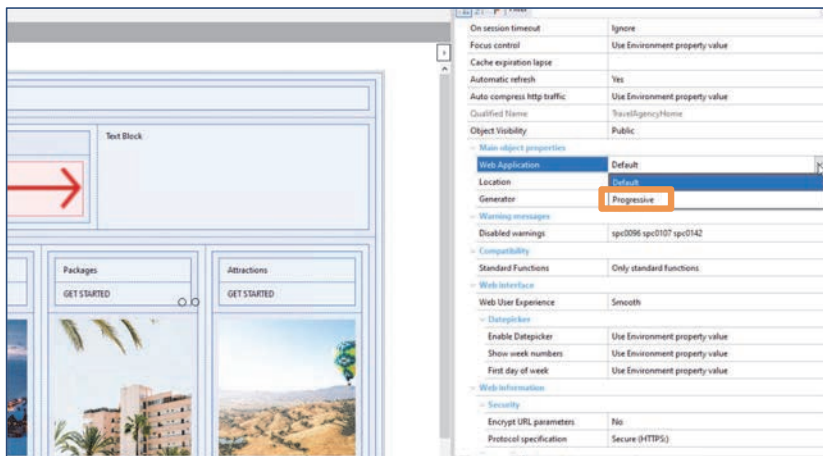 Filter
On session timeout Ignore
Focus control Use Environment property value
Cache expiration lapse
Automatic refresh Yes
Auto compress http traffic Use Environment property value
Qualified Name TravelAgencyHome
Object Visibility Public
Main object properties
Web Application Default
Location Default
Generator Progressive
Warning messages
Disabled warnings spc0096 spc0107 spc0142
Compatibility
Standard Functions Only standard functions
Web interface
Web User Experience Smooth
Datepicker
Enable Datepicker Use Environment property value
Show week numbers Use Environment property value
First day of week Use Environment property value
Web information
Security
Encrypt URL parameters No
Protocol specification Secure (HTTPS:)
Text Block
Packages Attractions
GET STARTED GET STARTED